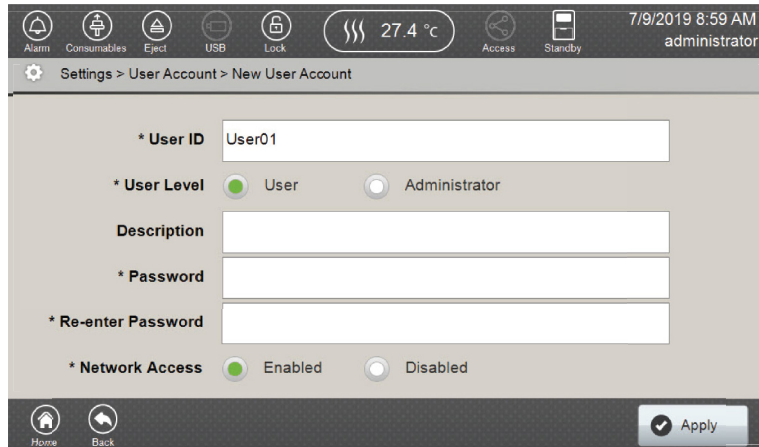 27.4 °c
7/9/2019 8:59 AM
Alarm Consumables Eject USB Lock Access Standby
administrator
Settings > User Account > New User Account
* User ID User01
* User Level User Administrator
Description
* Password
* Re-enter Password
* Network Access Enabled Disabled
Home Back Apply